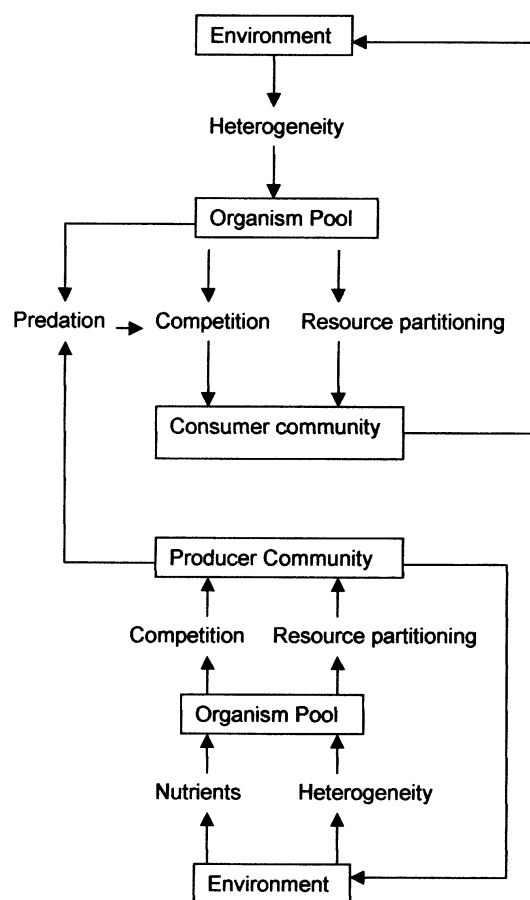 Environment
Heterogeneity
Organism Pool
Predation Competition Resource partitioning
Consumer community
Producer Community
Competition Resource partitioning
Organism Pool
Nutrients Heterogeneity
Environment